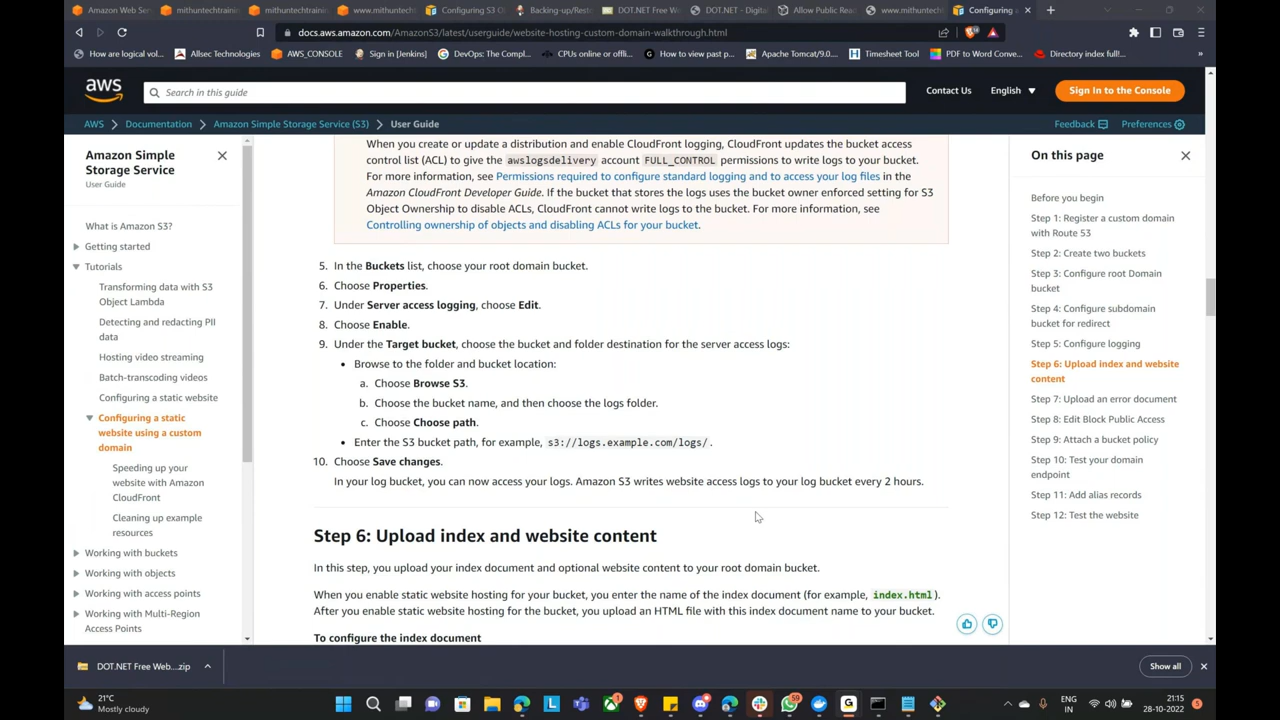 Amazon Web Ser
mithuntechtraining
mithuntechtrainin
www.mithuntech
Configuring S3 O
Backing-up/Rest
DOT.NET Free We
DOT.NET - Digita
Allow Public Rea
www.mithuntech
Configuring a
docs.aws.amazon.com/AmazonS3/latest/userguide/website-hosting-custom-domain-walkthrough.html
How are logical vol...
Allsec Technologies
AWS_CONSOLE
Sign in [Jenkins]
DevOps: The Compl...
CPUs online or offli...
How to view past p...
Apache Tomcat/9.0....
Timesheet Tool
PDF to Word Conve...
Directory index full!...
aws
Search in this guide
Contact Us
English
Sign In to the Console
AWS
Documentation
Amazon Simple Storage Service (S3)
User Guide
Feedback
Preferences
Amazon Simple
Storage Service
User Guide
What is Amazon S3?
Getting started
Tutorials
Transforming data with S3
Object Lambda
Detecting and redacting PII
data
Hosting video streaming
Batch-transcoding videos
Configuring a static website
Configuring a static
website using a custom
domain
Speeding up your
website with Amazon
CloudFront
Cleaning up example
resources
Working with buckets
Working with objects
Working with access points
Working with Multi-Region
Access Points
When you create or update a distribution and enable CloudFront logging, CloudFront updates the bucket access
control list (ACL) to give the awslogsdelivery account FULL_CONTROL permissions to write logs to your bucket.
For more information, see Permissions required to configure standard logging and to access your log files in the
Amazon CloudFront Developer Guide. If the bucket that stores the logs uses the bucket owner enforced setting for S3
Object Ownership to disable ACLs, CloudFront cannot write logs to the bucket. For more information, see
Controlling ownership of objects and disabling ACLs for your bucket.
5. In the Buckets list, choose your root domain bucket.
6. Choose Properties.
7. Under Server access logging, choose Edit.
8. Choose Enable.
9. Under the Target bucket, choose the bucket and folder destination for the server access logs:
• Browse to the folder and bucket location:
a. Choose Browse S3.
b. Choose the bucket name, and then choose the logs folder.
c. Choose Choose path.
• Enter the S3 bucket path, for example, s3://logs.example.com/logs/.
10. Choose Save changes.
In your log bucket, you can now access your logs. Amazon S3 writes website access logs to your log bucket every 2 hours.
Step 6: Upload index and website content
In this step, you upload your index document and optional website content to your root domain bucket.
When you enable static website hosting for your bucket, you enter the name of the index document (for example, index.html).
After you enable static website hosting for the bucket, you upload an HTML file with this index document name to your bucket.
To configure the index document
On this page
Before you begin
Step 1: Register a custom domain
with Route 53
Step 2: Create two buckets
Step 3: Configure root Domain
bucket
Step 4: Configure subdomain
bucket for redirect
Step 5: Configure logging
Step 6: Upload index and website
content
Step 7: Upload an error document
Step 8: Edit Block Public Access
Step 9: Attach a bucket policy
Step 10: Test your domain
endpoint
Step 11: Add alias records
Step 12: Test the website
DOT.NET Free Web....zip
Show all
21°C
Mostly cloudy
ENG
IN
21:15
28-10-2022